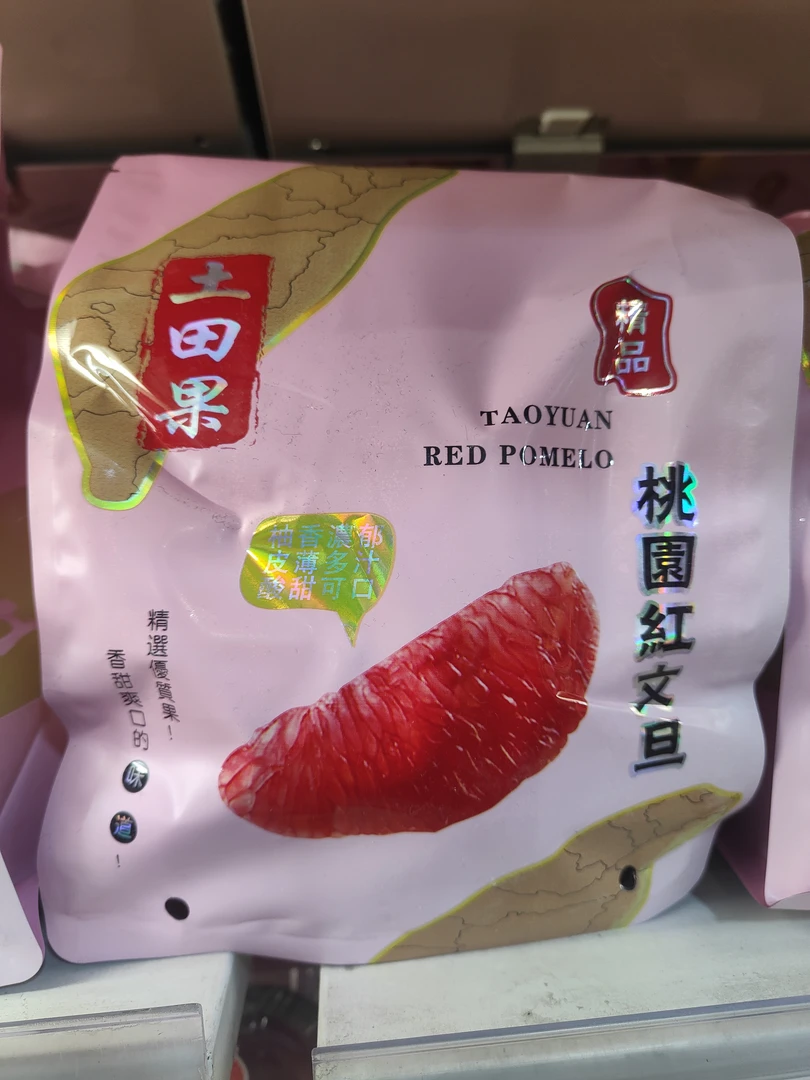 土田果
精品
TAOYUAN
RED POMELO
桃園紅文旦
柚香濃郁
皮薄多汁
酸甜可口
精選優質果！
香甜爽口的味道！